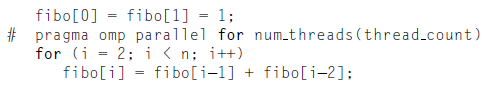 fibo[0] = fibo[1] = 1;
# pragma omp parallel for num_threads(thread_count)
for (i = 2; i < n; i++)
fibo[i] = fibo[i−1] + fibo[i−2];